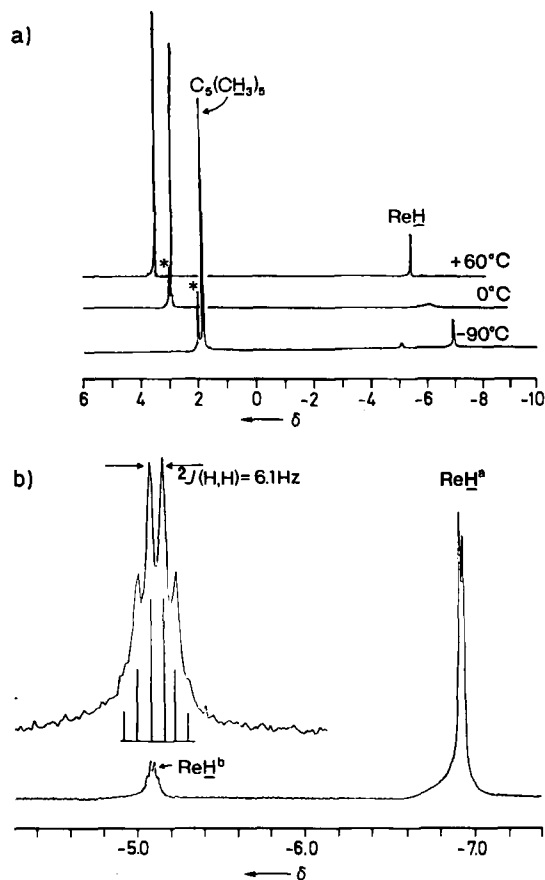 a)
C₅(CH₃)₅
ReH
*
*
+60°C
0°C
-90°C
6 4 2 0 -2 -4 -6 -8 -10
← δ
b)
²J(H,H) = 6.1Hz
ReHᵃ
ReHᵇ
-5.0 -6.0 -7.0
← δ